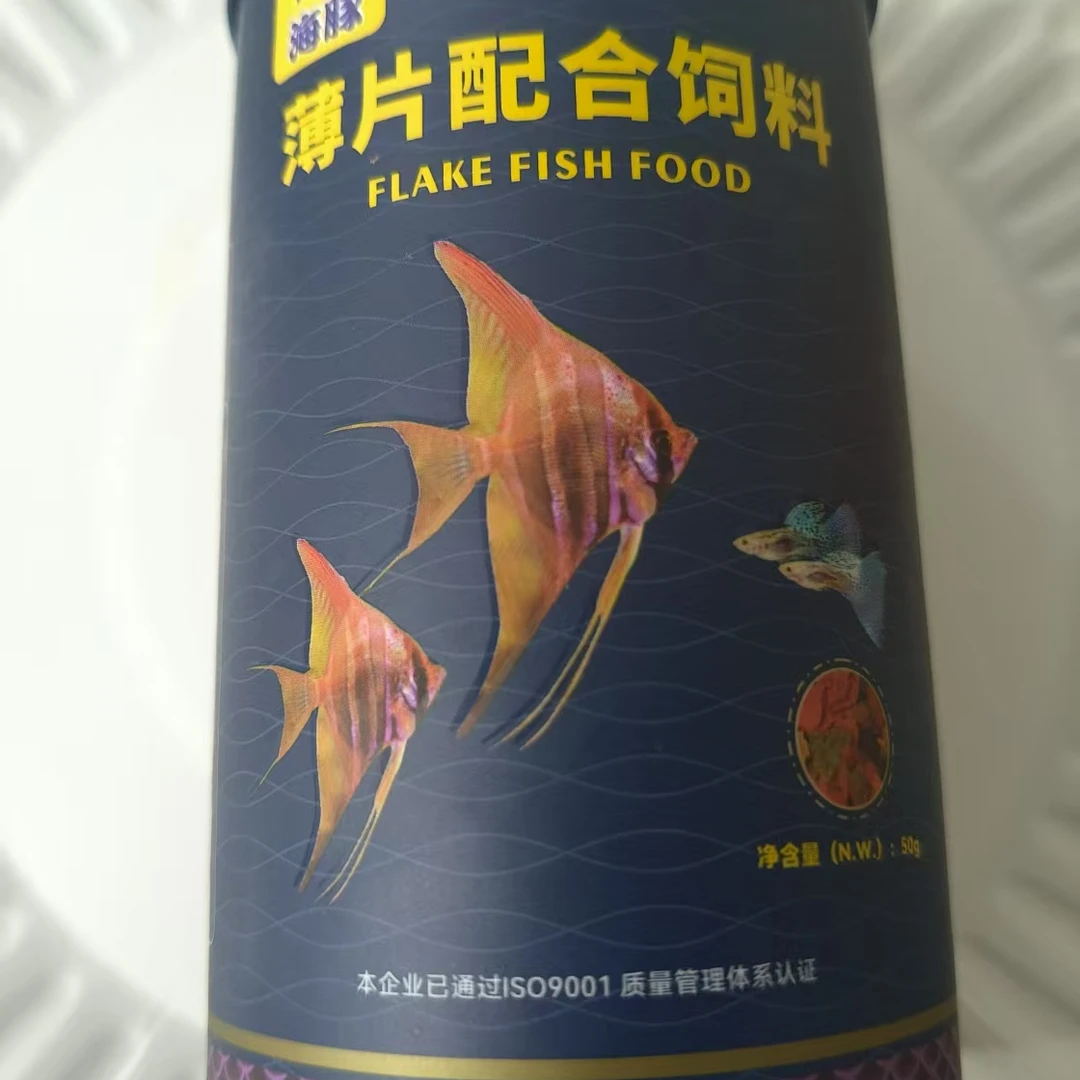 海豚
薄片配合饲料
FLAKE FISH FOOD
净含量（N.W.）：50g
本企业已通过ISO9001 质量管理体系认证